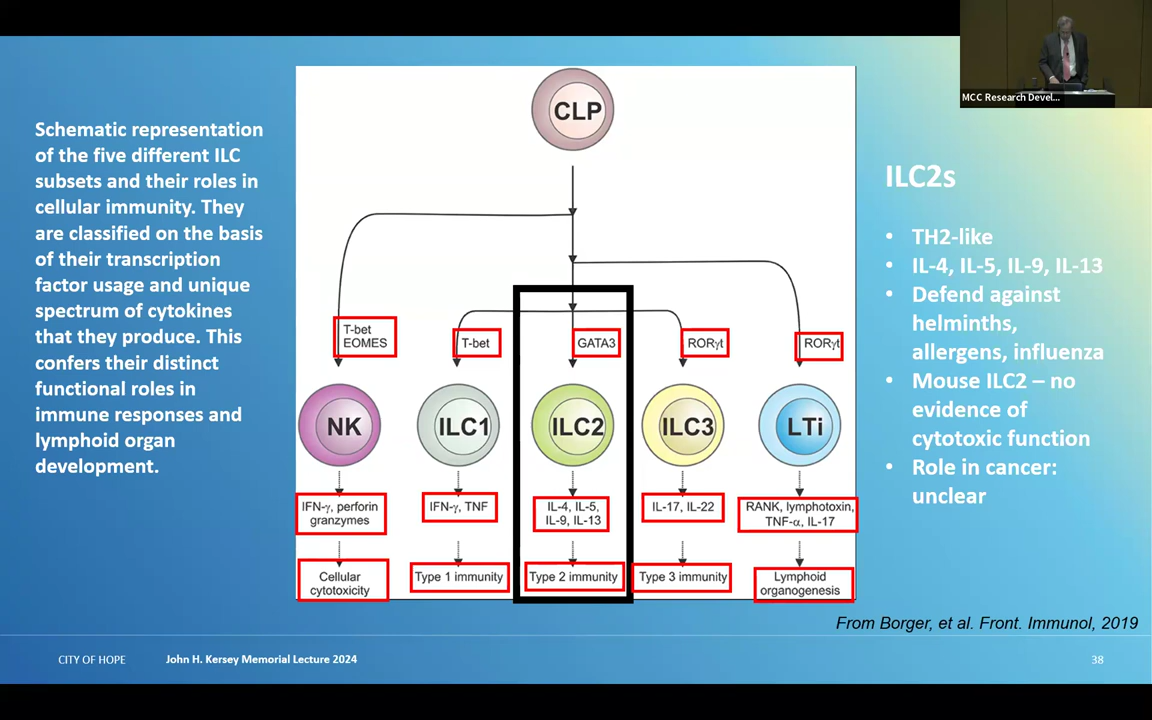 MCC Research Devel...
Schematic representation
of the five different ILC
subsets and their roles in
cellular immunity. They
are classified on the basis
of their transcription
factor usage and unique
spectrum of cytokines
that they produce. This
confers their distinct
functional roles in
immune responses and
lymphoid organ
development.
CLP
T-bet
EOMES
T-bet
GATA3
RORγt
RORγt
NK
ILC1
ILC2
ILC3
LTi
IFN-γ, perforin
granzymes
IFN-γ, TNF
IL-4, IL-5,
IL-9, IL-13
IL-17, IL-22
RANK, lymphotoxin,
TNF-α, IL-17
Cellular
cytotoxicity
Type 1 immunity
Type 2 immunity
Type 3 immunity
Lymphoid
organogenesis
ILC2s
• TH2-like
• IL-4, IL-5, IL-9, IL-13
• Defend against
helminths,
allergens, influenza
• Mouse ILC2 – no
evidence of
cytotoxic function
• Role in cancer:
unclear
From Borger, et al. Front. Immunol, 2019
CITY OF HOPE
John H. Kersey Memorial Lecture 2024
38